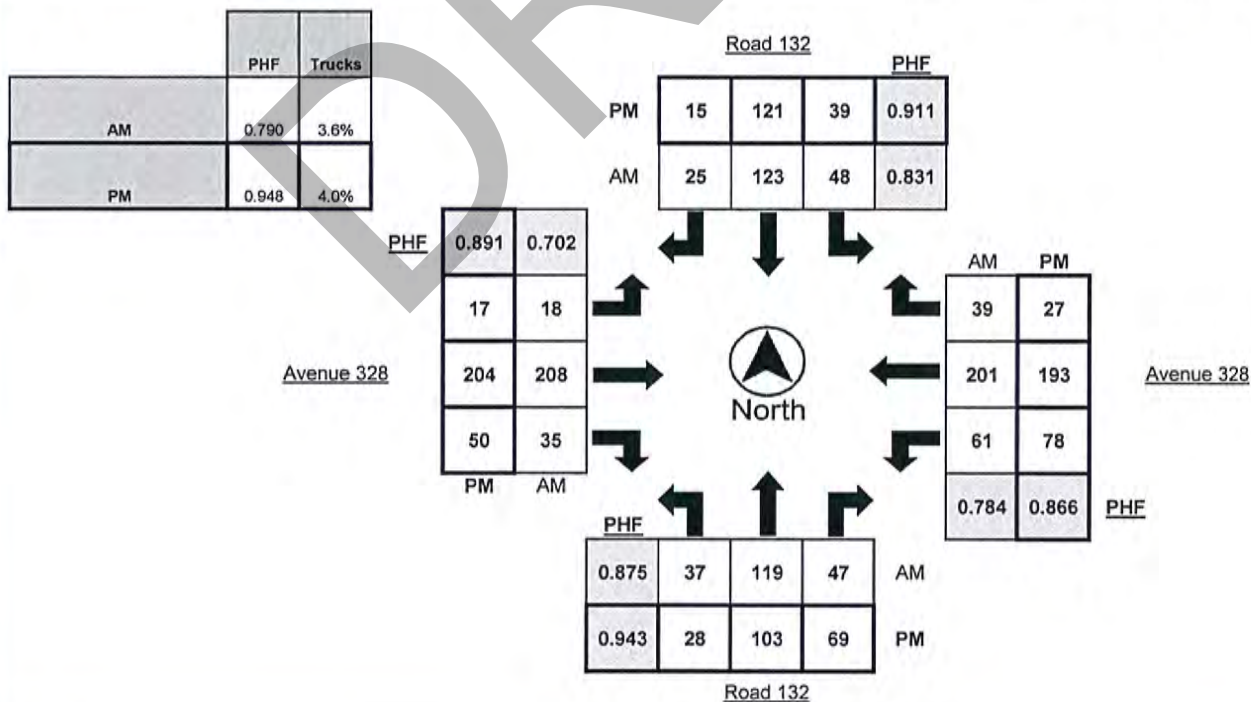 PHF Trucks
AM 0.790 3.6%
PM 0.948 4.0%
Road 132
PHF
PM 15 121 39 0.911
AM 25 123 48 0.831
PHF 0.891 0.702
17 18
Avenue 328 204 208
50 35
PM AM
North
AM PM
39 27
201 193 Avenue 328
61 78
0.784 0.866 PHF
PHF
0.875 37 119 47 AM
0.943 28 103 69 PM
Road 132